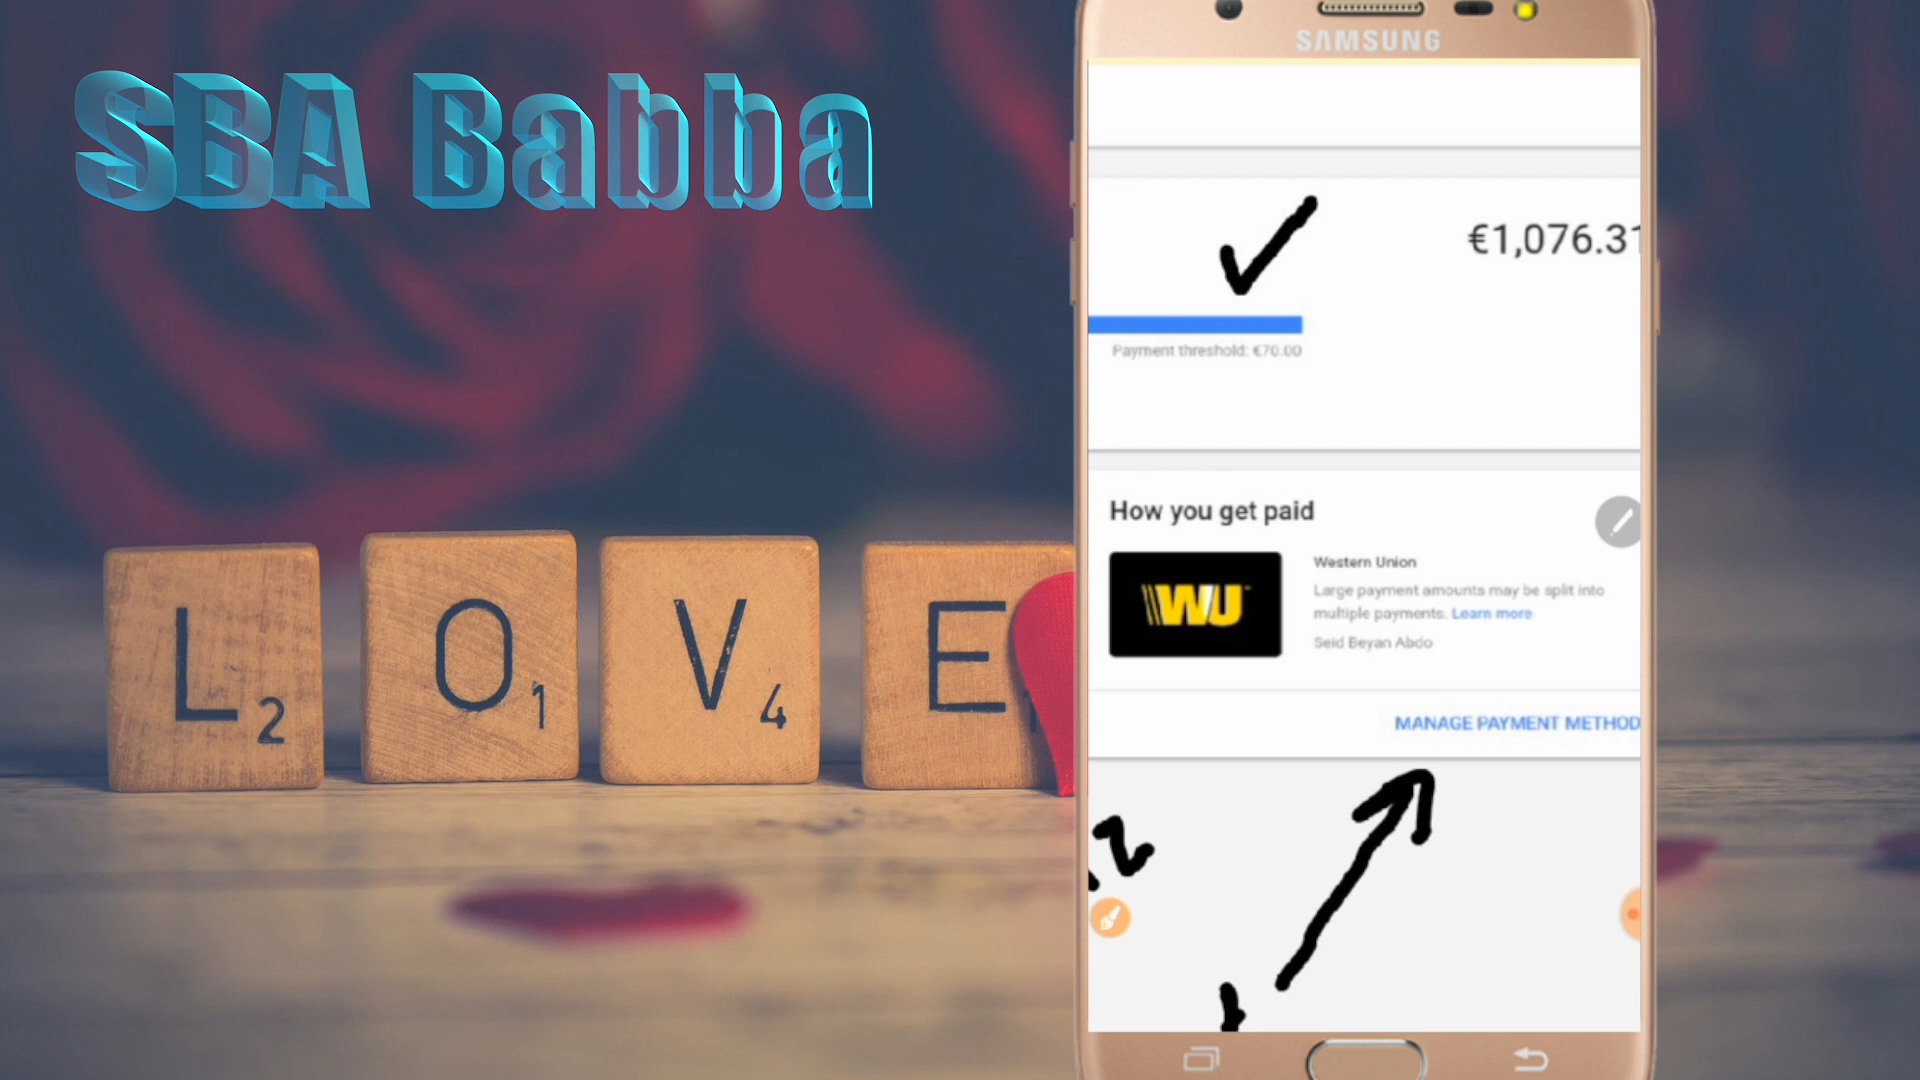 SBA Babba
L2 O1 V4 E1
SAMSUNG
€1,076.31
Payment threshold: €70.00
How you get paid
WU
Western Union
Large payment amounts may be split into
multiple payments. Learn more
Seid Beyan Abdo
MANAGE PAYMENT METHOD